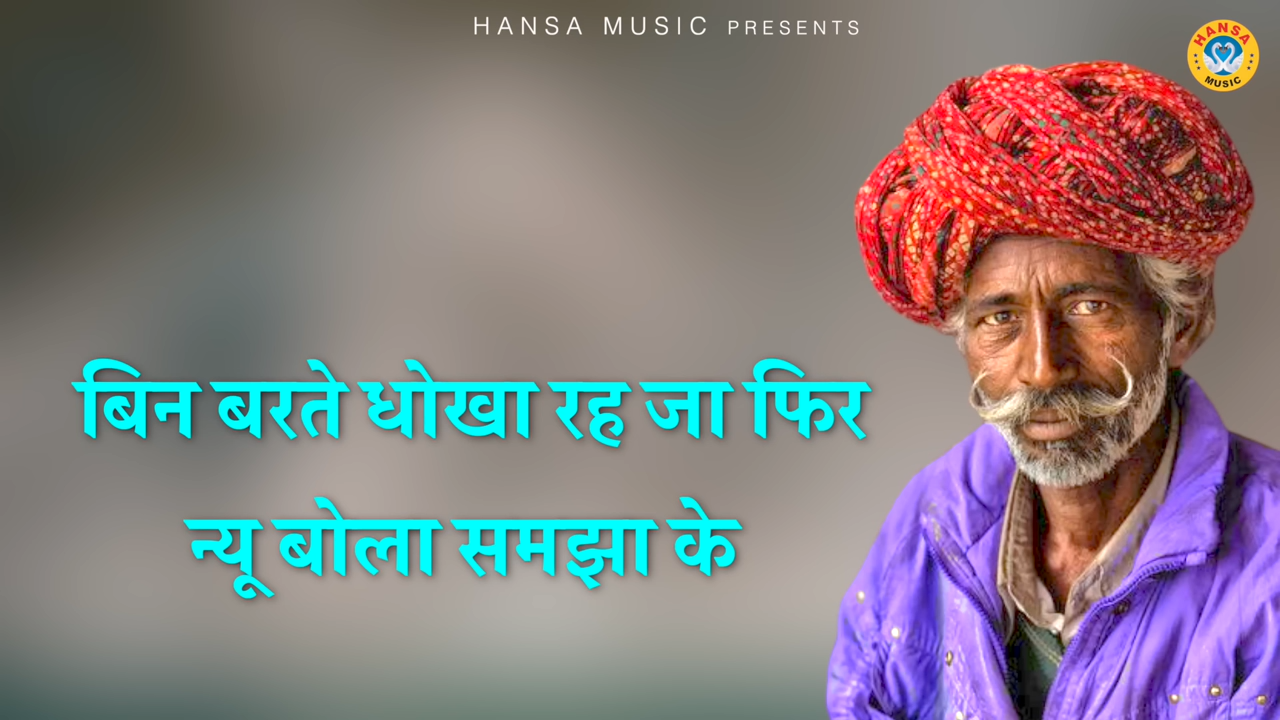 HANSA MUSIC PRESENTS
HANSA
MUSIC
बिन बरते धोखा रह जा फिर
न्यू बोला समझा के